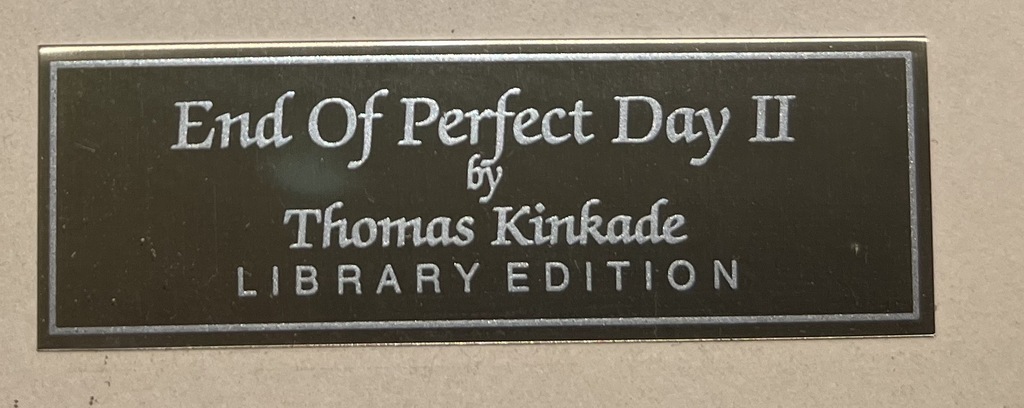 End Of Perfect Day II
by
Thomas Kinkade
LIBRARY EDITION